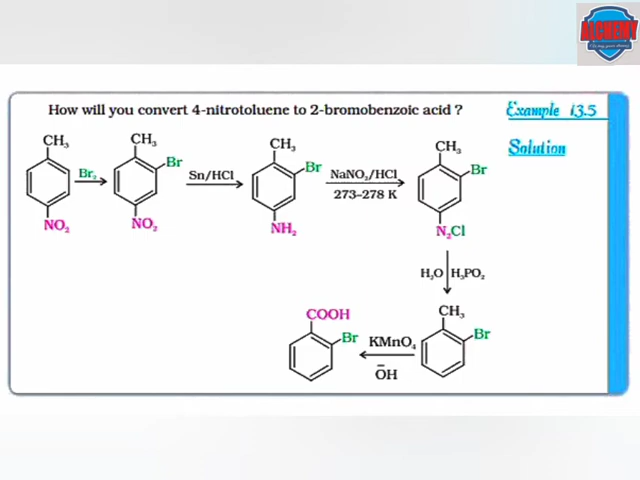 ALCHEMY
How will you convert 4-nitrotoluene to 2-bromobenzoic acid ?
Example 13.5
Solution
CH₃
NO₂
Br₂
CH₃
Br
NO₂
Sn/HCl
CH₃
Br
NH₂
NaNO₂/HCl
273–278 K
CH₃
Br
N₂Cl
H₂O
H₃PO₂
CH₃
Br
KMnO₄
ŌH
COOH
Br